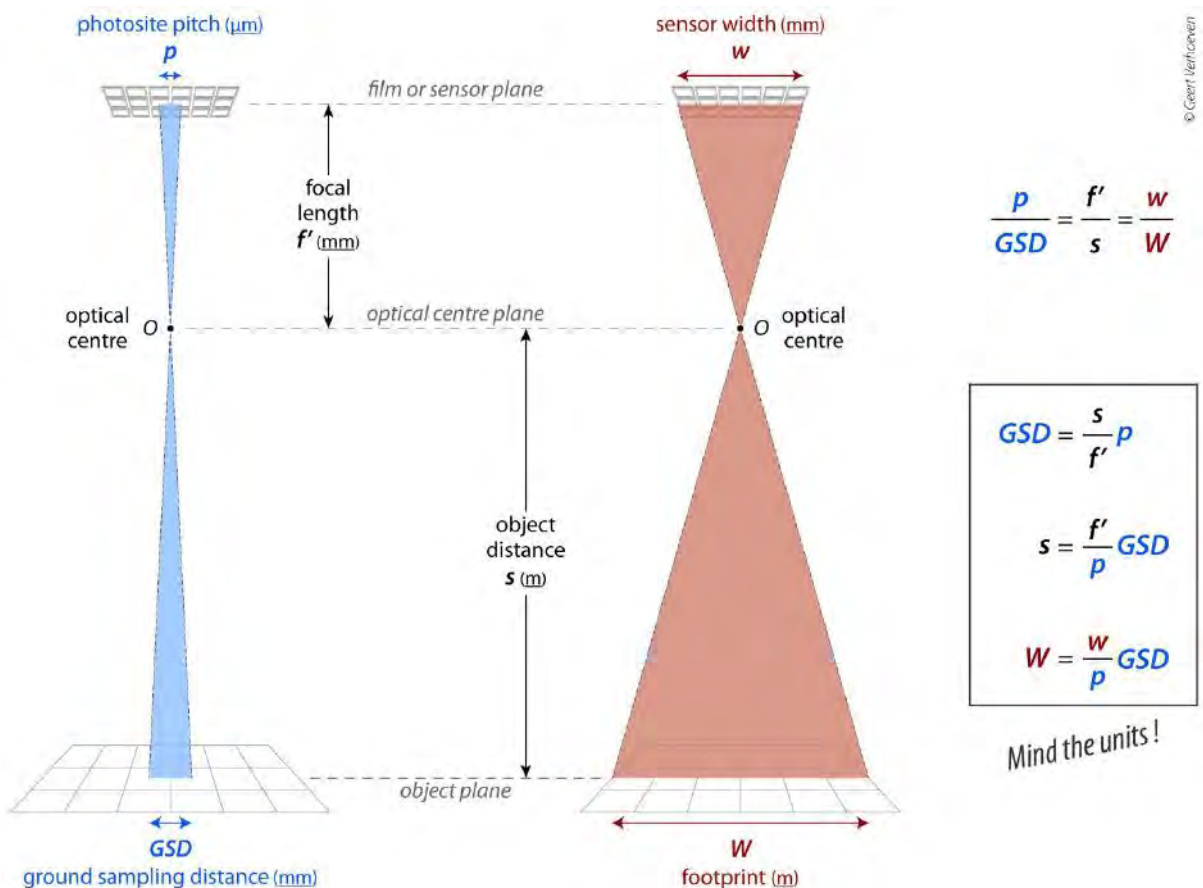 photosite pitch (µm)
p
sensor width (mm)
w
© Geert Verhoeven
film or sensor plane
focal
length
f′ (mm)
p/GSD = f′/s = w/W
optical
centre
O
optical centre plane
O
optical
centre
GSD = s/f′ p
object
distance
s (m)
s = f′/p GSD
W = w/p GSD
Mind the units !
object plane
GSD
ground sampling distance (mm)
W
footprint (m)